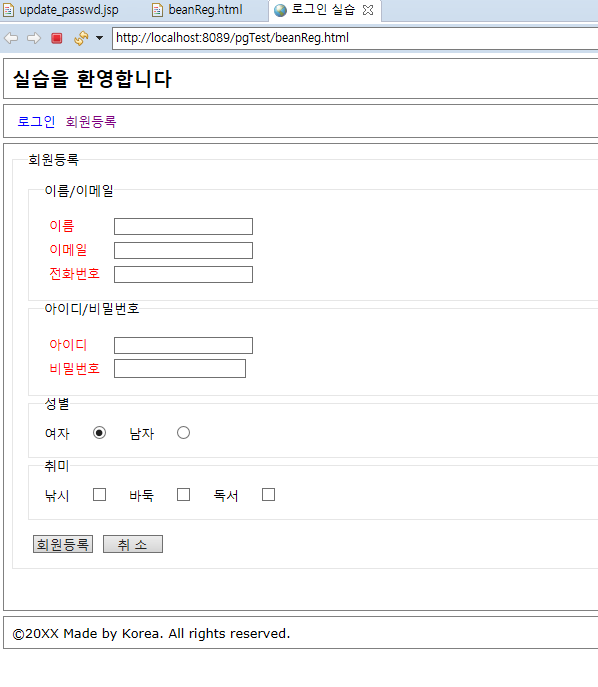 update_passwd.jsp beanReg.html 로그인 실습
http://localhost:8089/pgTest/beanReg.html
실습을 환영합니다
로그인 회원등록
회원등록
이름/이메일
이름
이메일
전화번호
아이디/비밀번호
아이디
비밀번호
성별
여자 남자
취미
낚시 바둑 독서
회원등록 취 소
©20XX Made by Korea. All rights reserved.